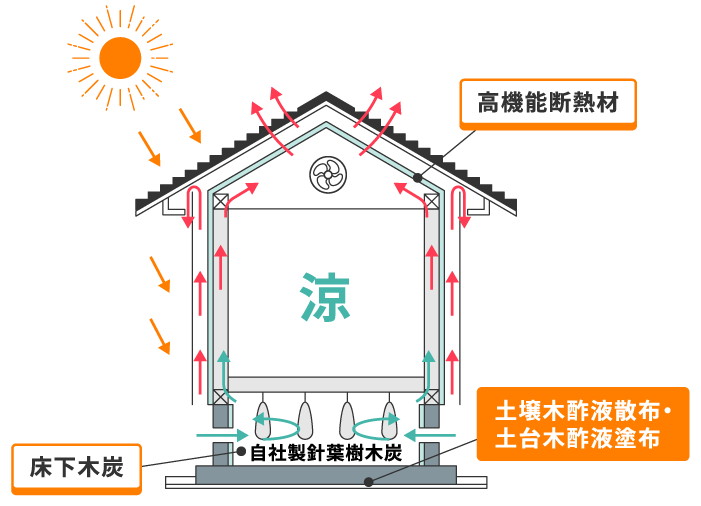 高機能断熱材
涼
土壌木酢液散布・
土台木酢液塗布
自社製針葉樹木炭
床下木炭